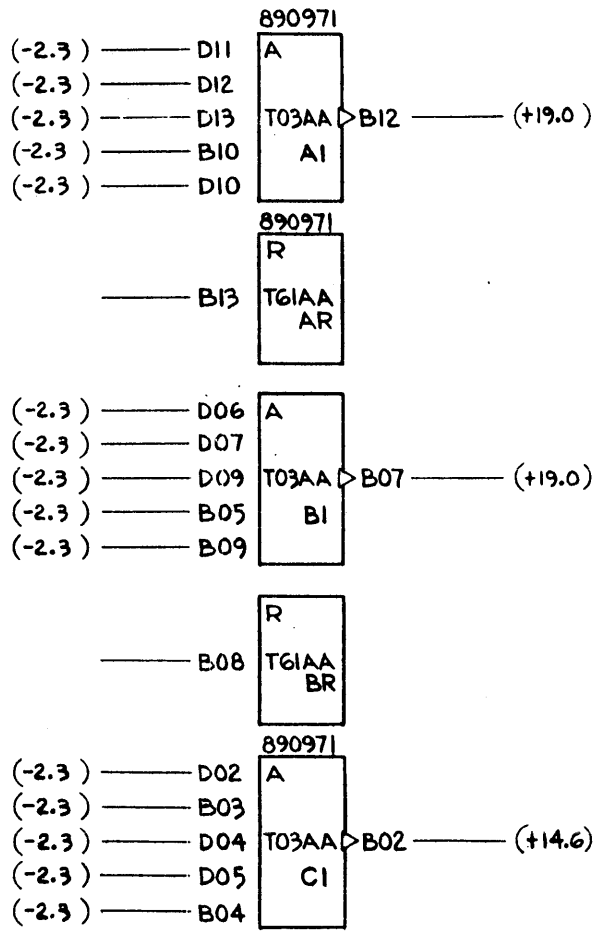 890971
(-2.3) D11 A
(-2.3) D12
(-2.3) D13 T03AA B12 (+19.0)
(-2.3) B10 A1
(-2.3) D10
890971
R
B13 TG1AA
AR
(-2.3) D06 A
(-2.3) D07
(-2.3) D09 T03AA B07 (+19.0)
(-2.3) B05 B1
(-2.3) B09
R
B08 TG1AA
BR
890971
(-2.3) D02 A
(-2.3) B03
(-2.3) D04 T03AA B02 (+14.6)
(-2.3) D05 C1
(-2.3) B04